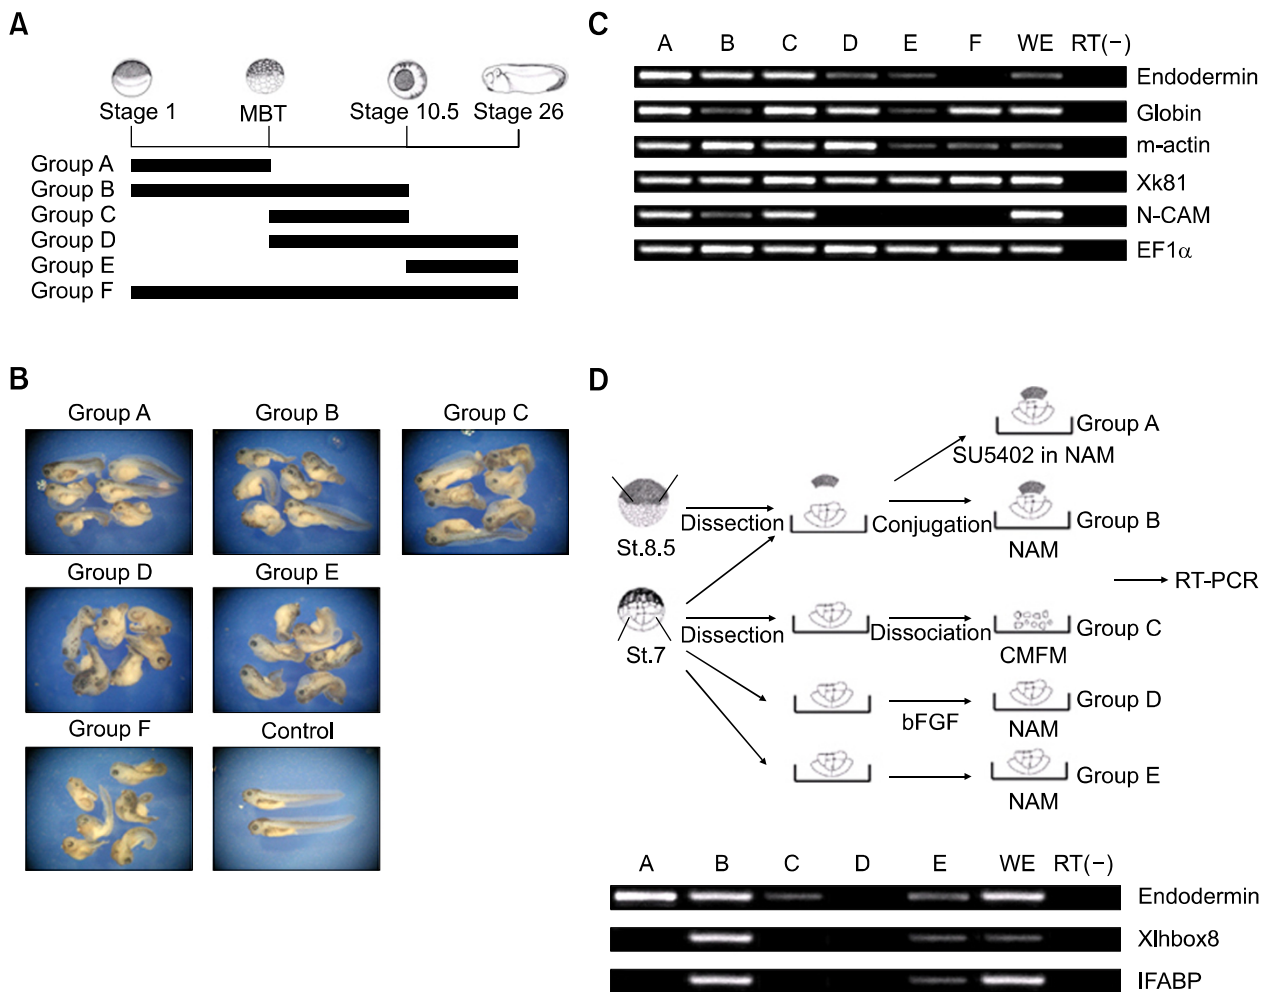 A
Stage 1 MBT Stage 10.5 Stage 26
Group A
Group B
Group C
Group D
Group E
Group F
B
Group A Group B Group C
Group D Group E
Group F Control
C
A B C D E F WE RT(−)
Endodermin
Globin
m-actin
Xk81
N-CAM
EF1α
D
Group A
SU5402 in NAM
St.8.5 Dissection Conjugation Group B
NAM
RT-PCR
St.7 Dissection Dissociation Group C
CMFM
bFGF Group D
NAM
Group E
NAM
A B C D E WE RT(−)
Endodermin
Xlhbox8
IFABP